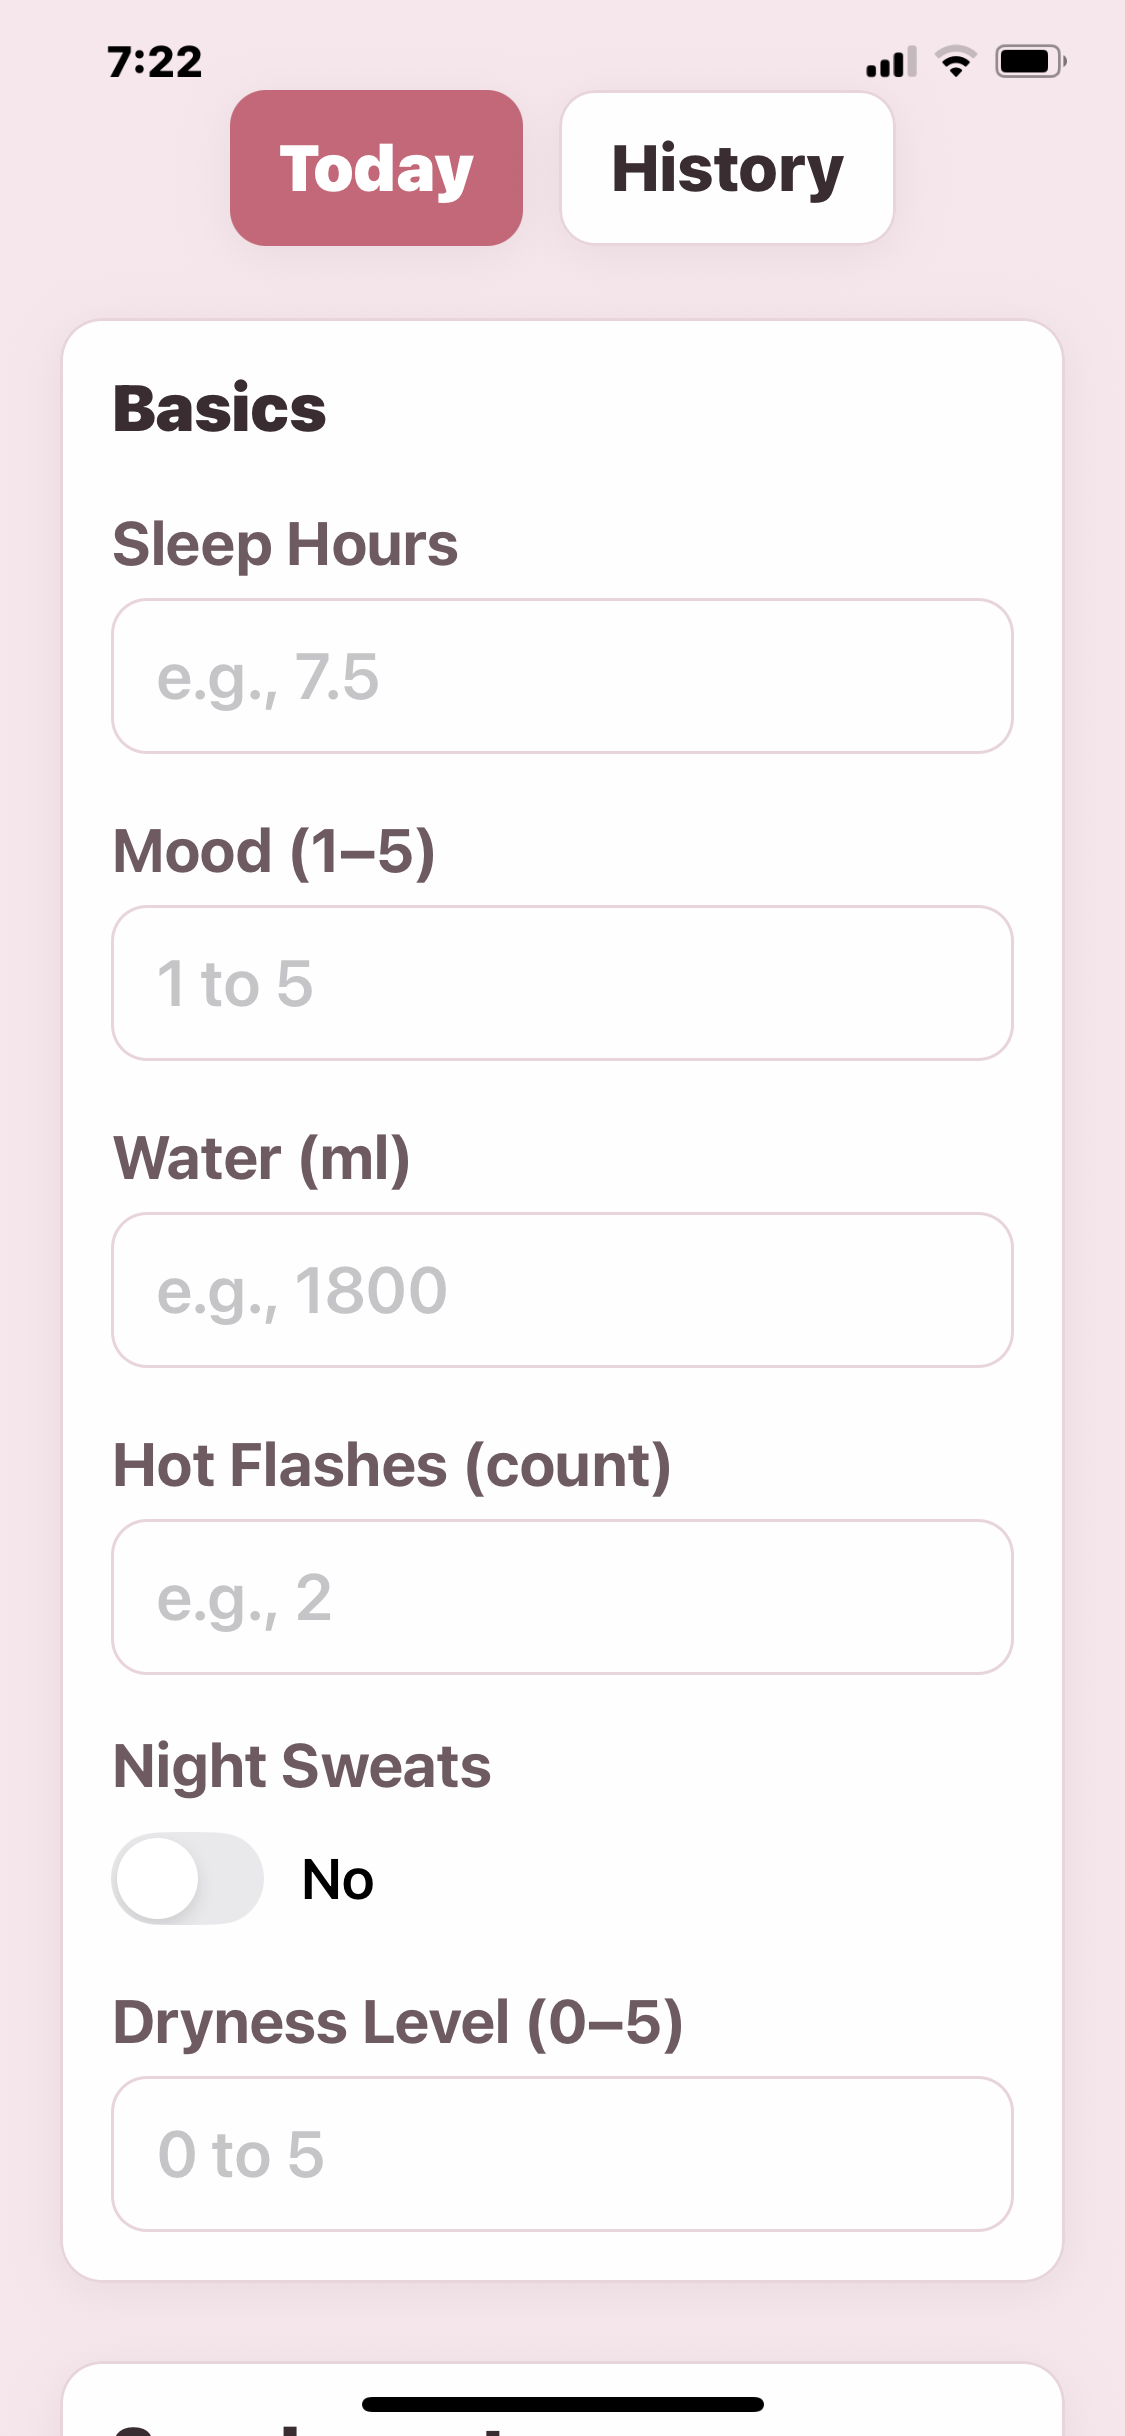 7:22
Today
History
Basics
Sleep Hours
e.g., 7.5
Mood (1–5)
1 to 5
Water (ml)
e.g., 1800
Hot Flashes (count)
e.g., 2
Night Sweats
No
Dryness Level (0–5)
0 to 5